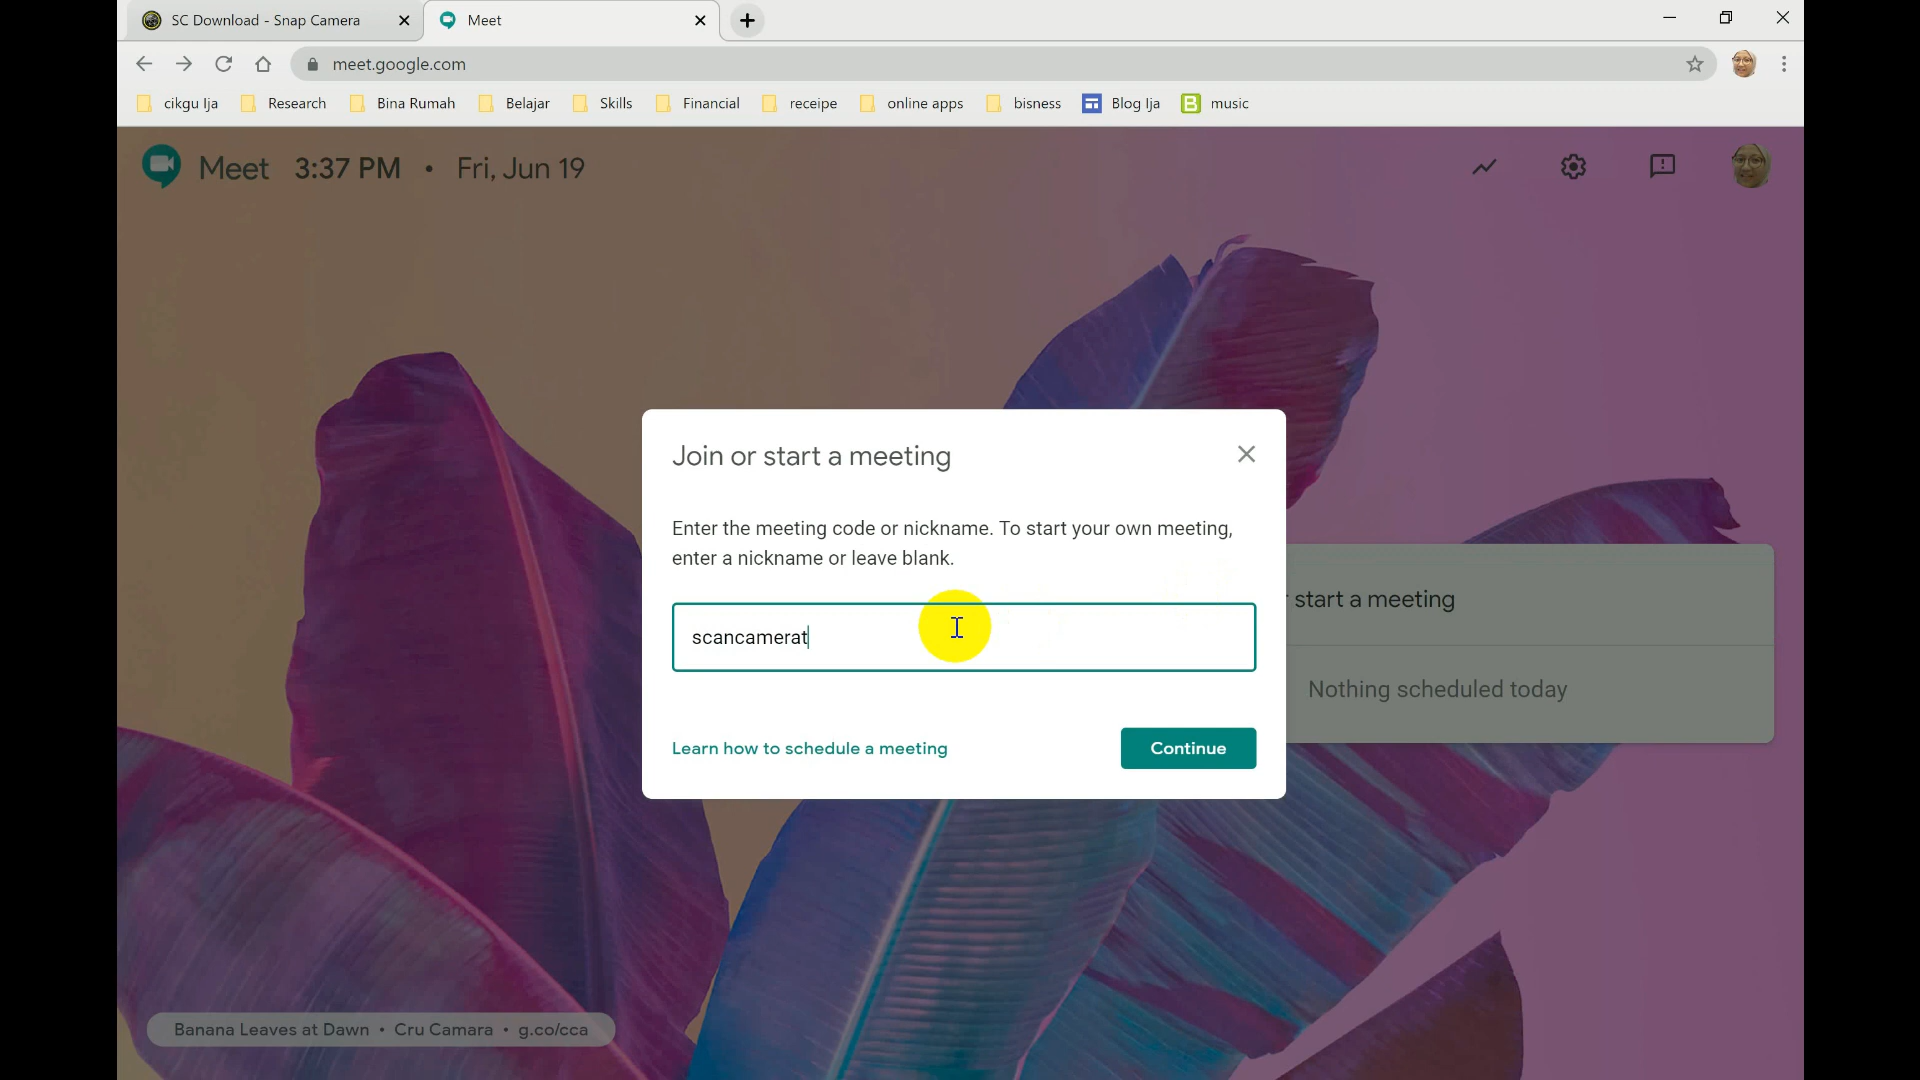 SC Download - Snap Camera
Meet
meet.google.com
cikgu Ija Research Bina Rumah Belajar Skills Financial receipe online apps bisness Blog Ija music
Meet 3:37 PM • Fri, Jun 19
Join or start a meeting
Enter the meeting code or nickname. To start your own meeting,
enter a nickname or leave blank.
start a meeting
scancamerat
Nothing scheduled today
Learn how to schedule a meeting
Continue
Banana Leaves at Dawn • Cru Camara • g.co/cca